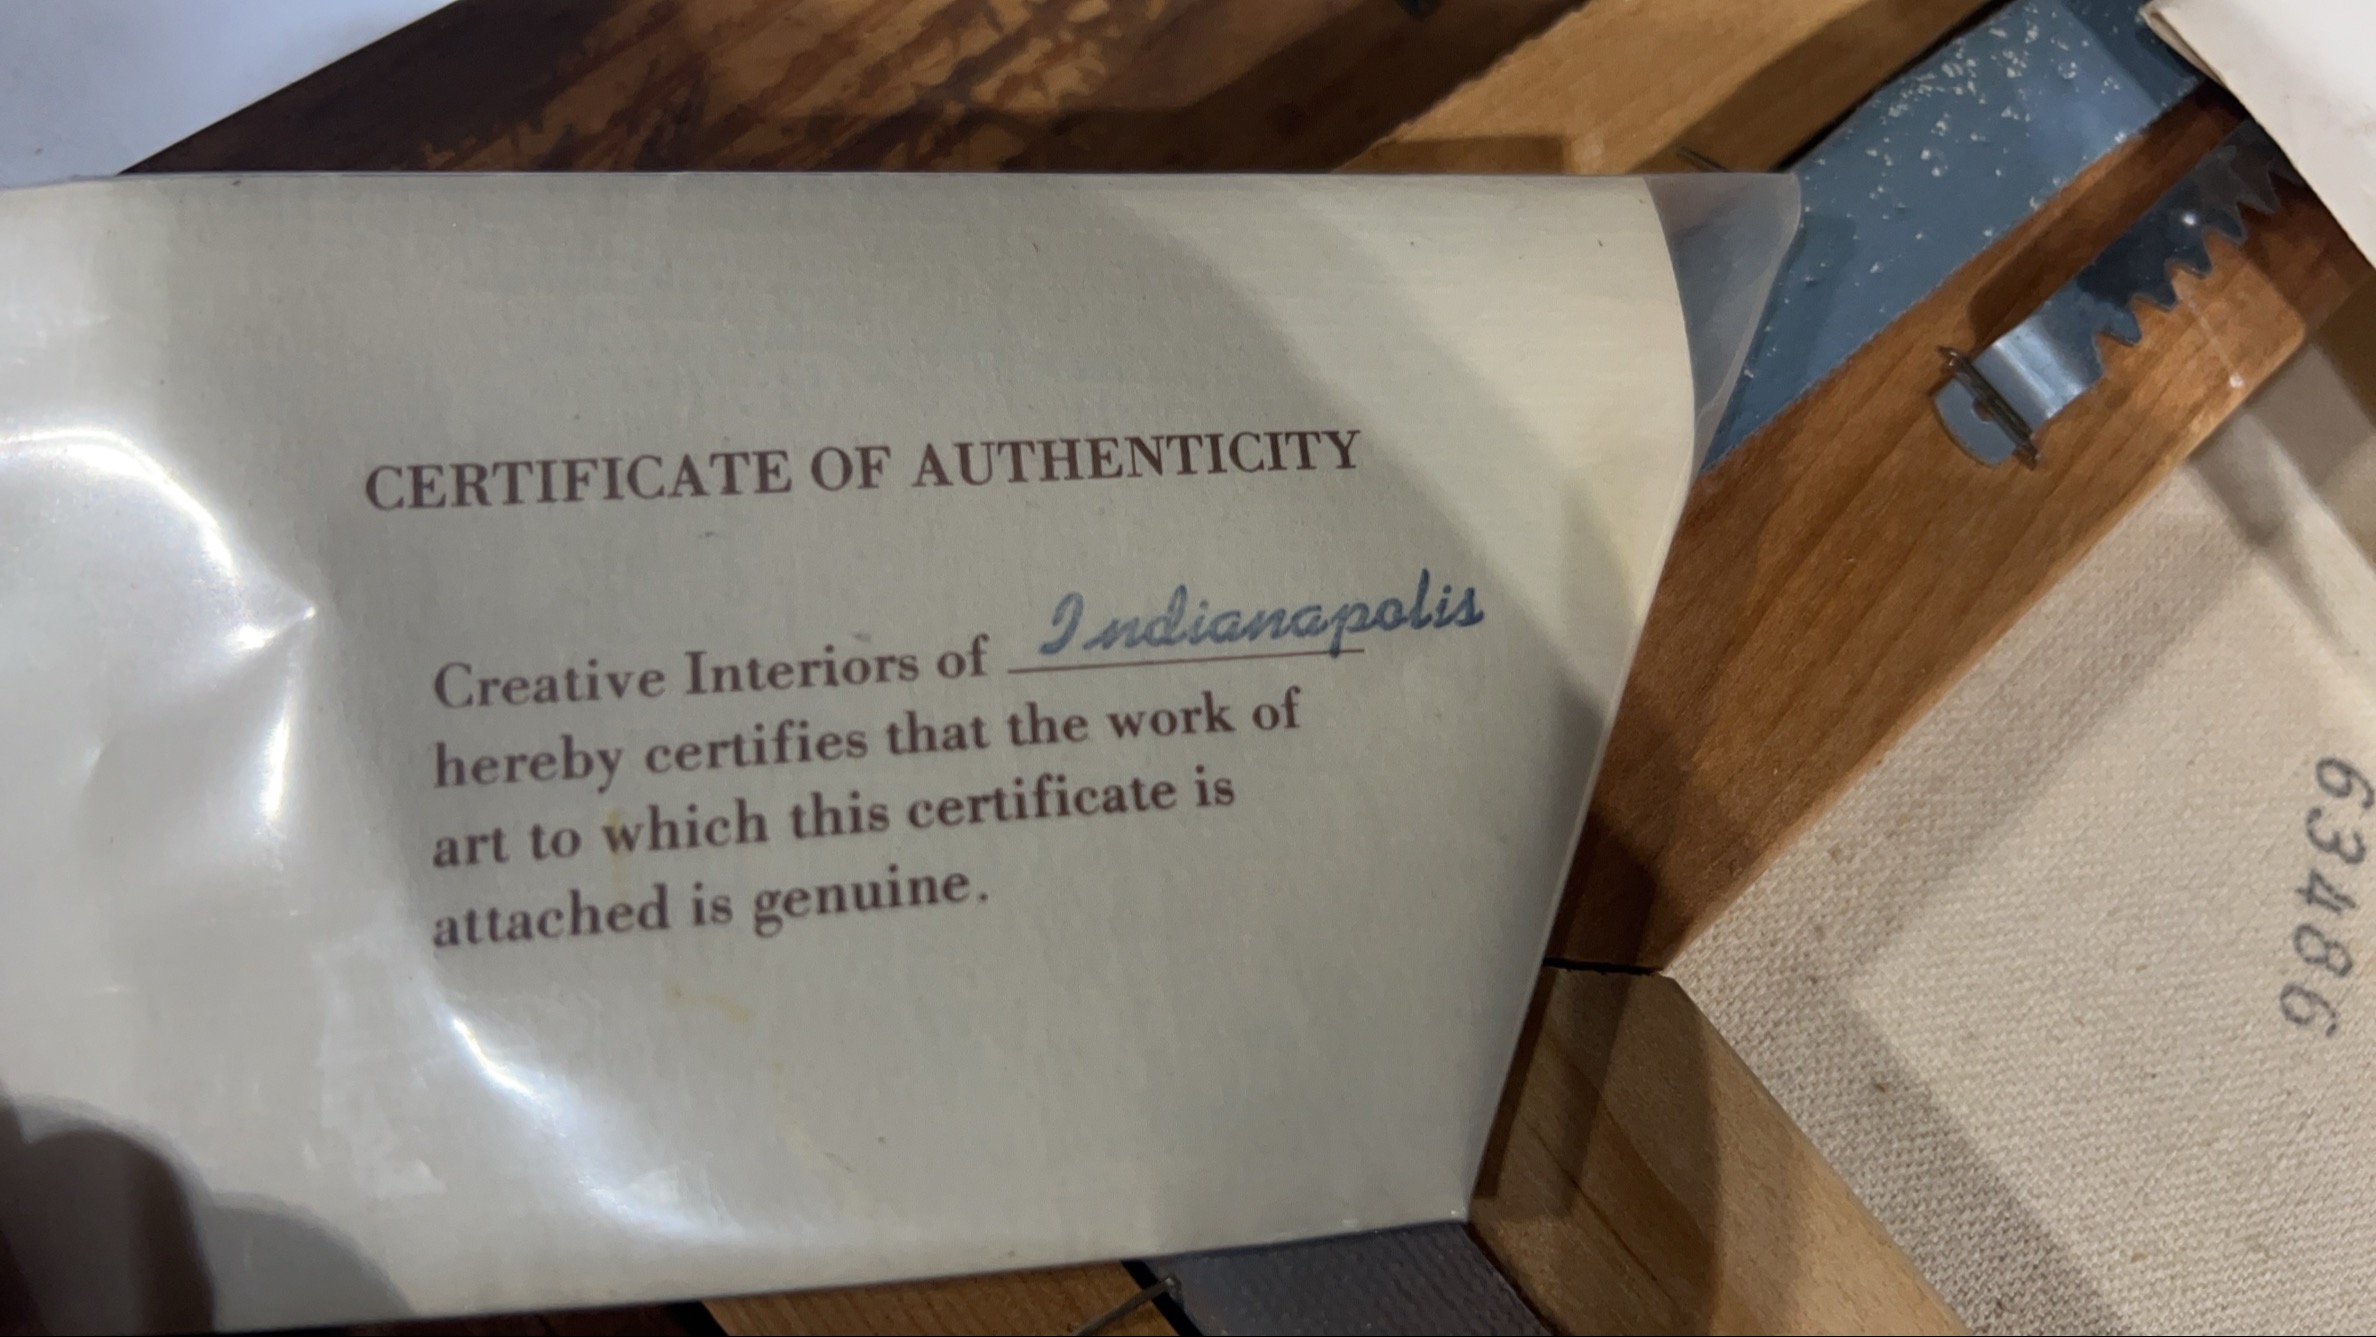 CERTIFICATE OF AUTHENTICITY
Creative Interiors of Indianapolis
hereby certifies that the work of
art to which this certificate is
attached is genuine.
63486